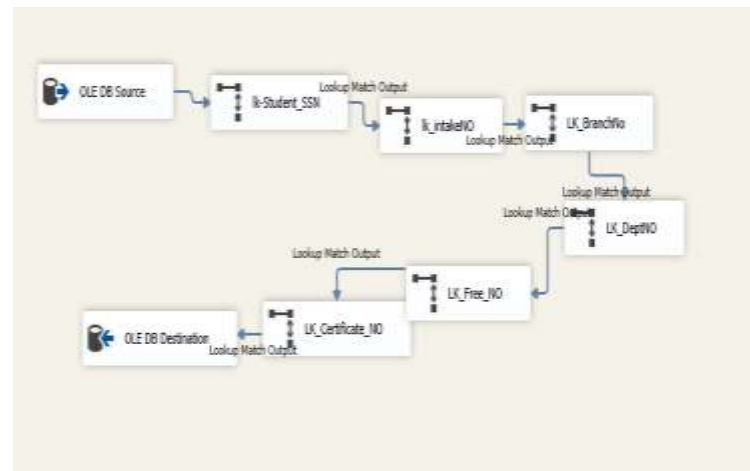 OLE DB Source
lk-Student_SSN
Lookup Match Output
lk_intakeNO
Lookup Match Output
LK_BranchNo
Lookup Match Output
LK_DeptNO
Lookup Match Output
LK_Free_NO
Lookup Match Output
LK_Certificate_NO
Lookup Match Output
OLE DB Destination